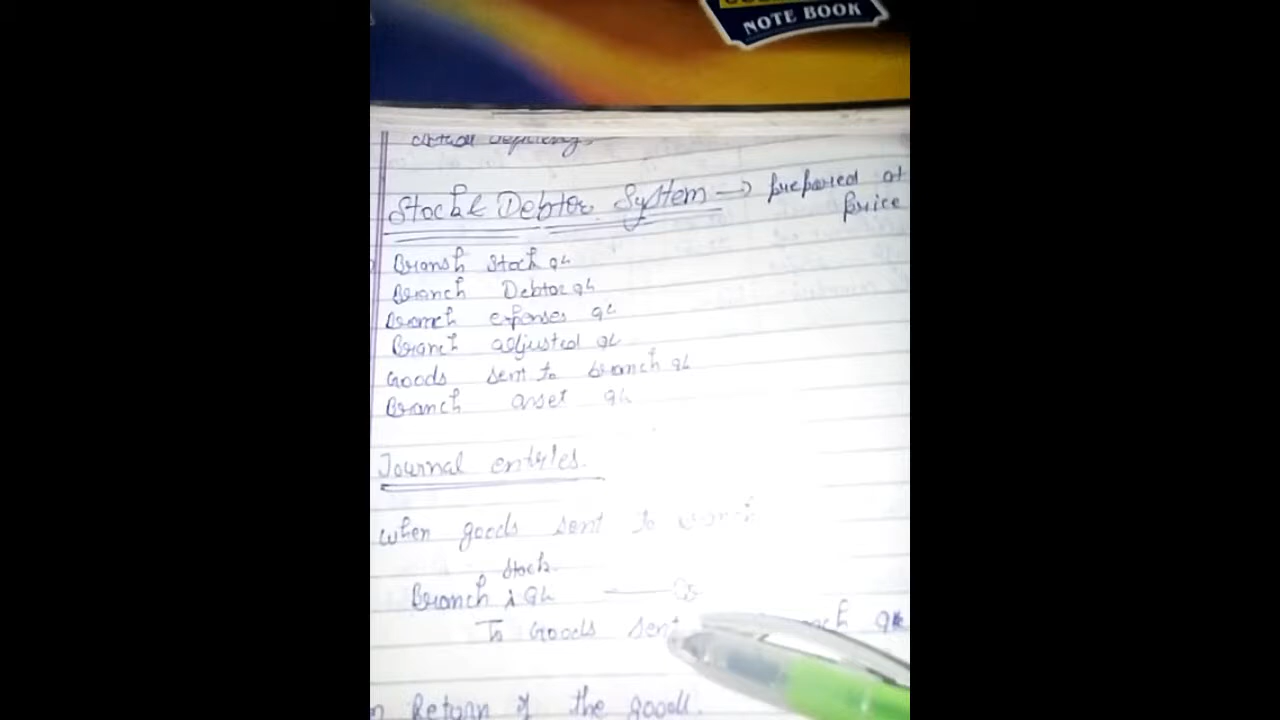 NOTE BOOK
Stock & Debtor System → prepared at
price
Bransh Stock a/c
Branch Debtor a/c
Branch expenses a/c
Branch adjusted a/c
Goods sent to branch a/c
Branch asset a/c
Journal entries.
When goods sent to
Stock
Branch a/c
To Goods sent
Return of the goods.